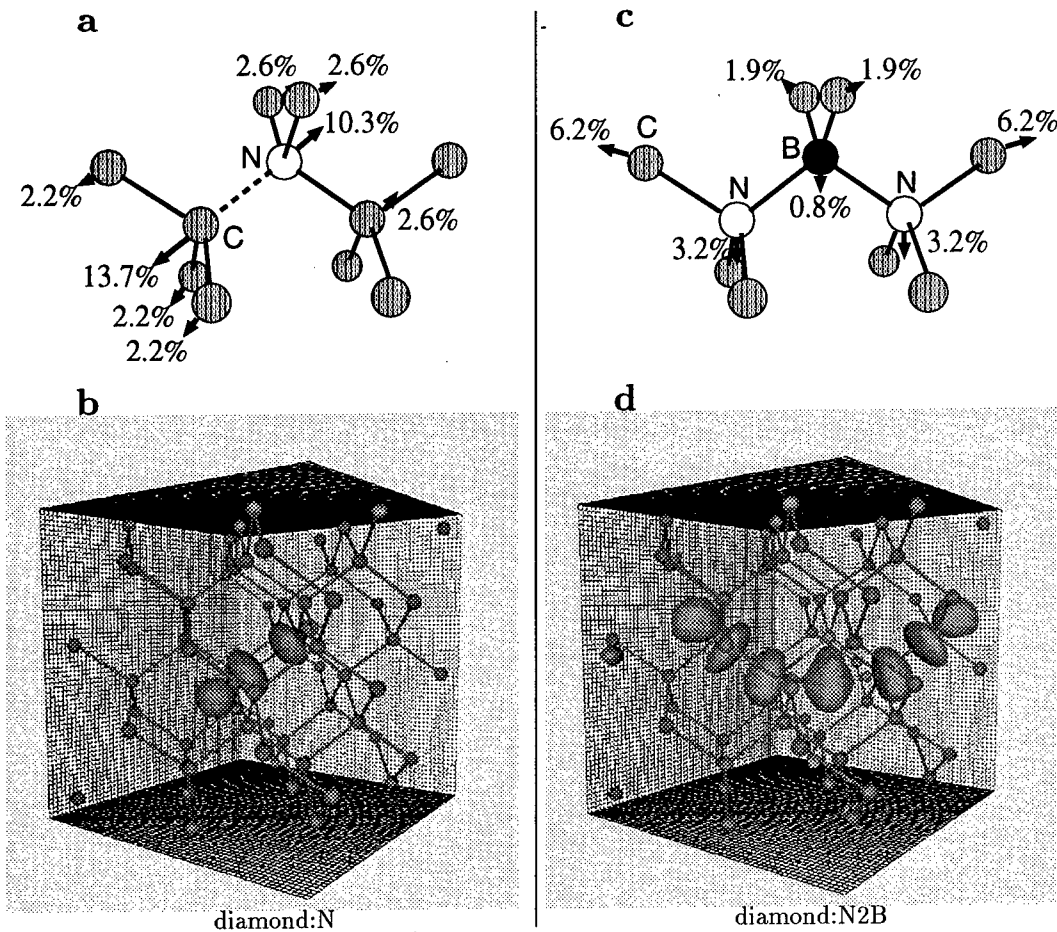 a
2.6% 2.6%
10.3%
N
2.2%
C
2.6%
13.7%
2.2%
2.2%
b
diamond:N
c
1.9% 1.9%
6.2% C
6.2%
B
N
N
0.8%
3.2%
3.2%
d
diamond:N2B